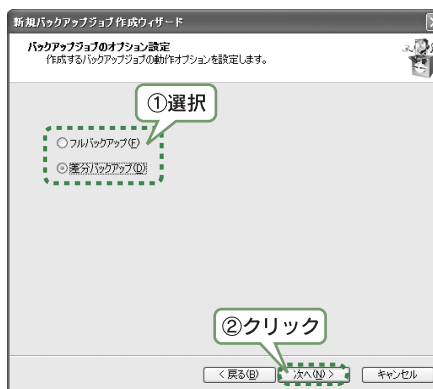 新規バックアップジョブ作成ウィザード
バックアップジョブのオプション設定
作成するバックアップジョブの動作オプションを設定します。
①選択
フルバックアップ(F)
差分バックアップ(D)
②クリック
< 戻る(B)
次へ(N) >
キャンセル